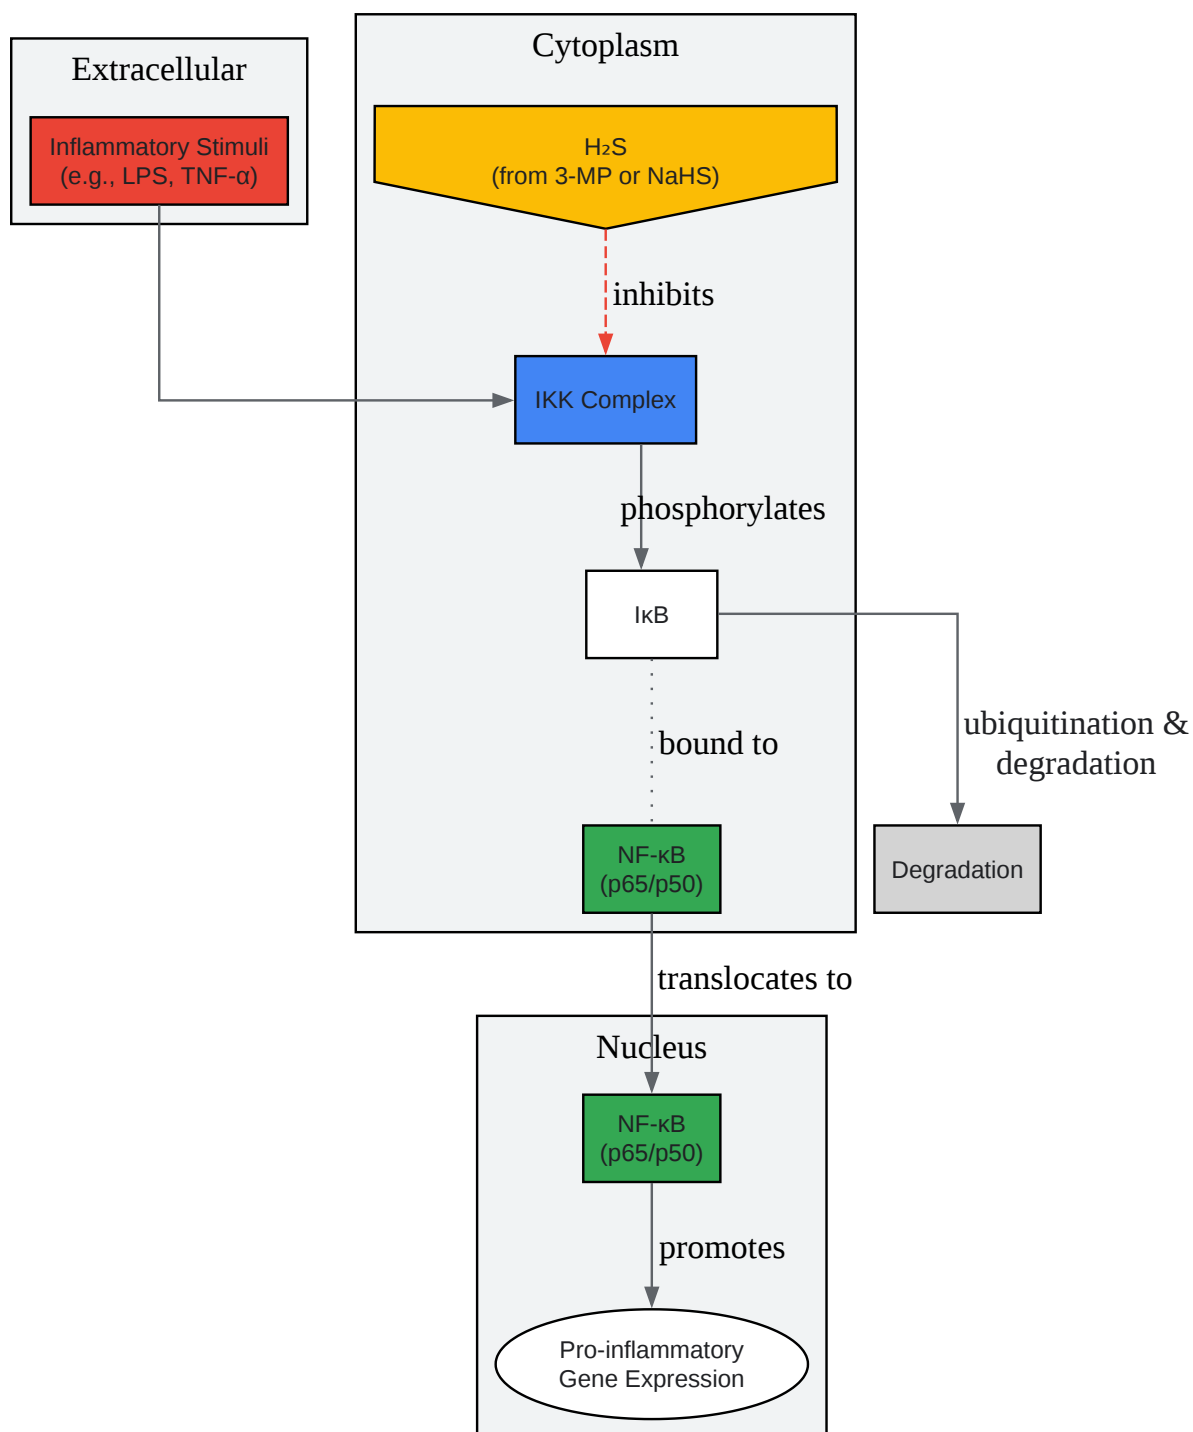 Extracellular
Inflammatory Stimuli
(e.g., LPS, TNF-α)
Cytoplasm
H₂S
(from 3-MP or NaHS)
inhibits
IKK Complex
phosphorylates
IκB
bound to
ubiquitination &
degradation
NF-κB
(p65/p50)
Degradation
translocates to
Nucleus
NF-κB
(p65/p50)
promotes
Pro-inflammatory
Gene Expression